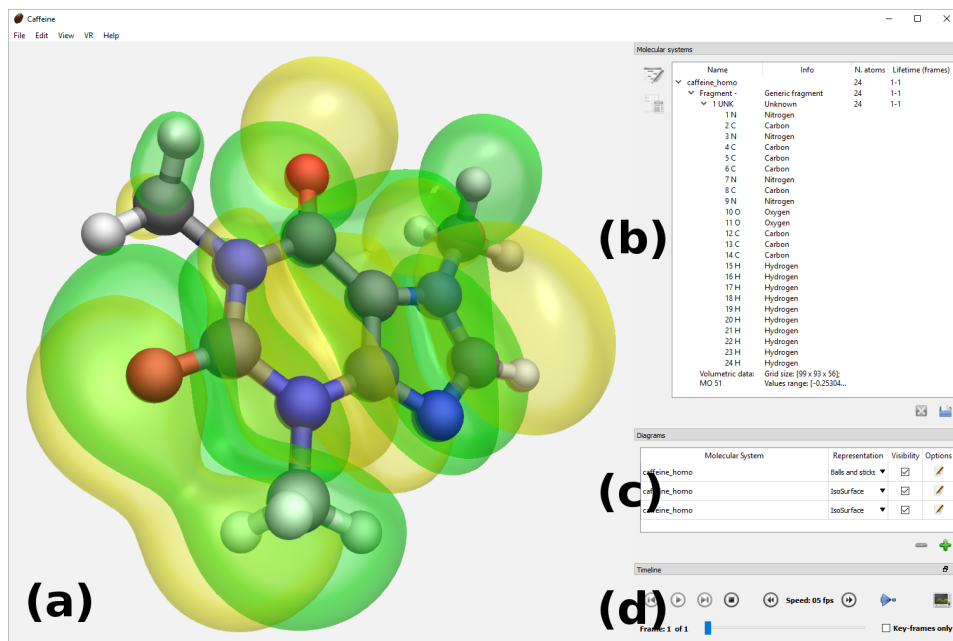 Caffeine
File Edit View VR Help
Molecular systems
Name Info N. atoms Lifetime (frames)
caffeine_homo 24 1-1
Fragment - Generic fragment 24 1-1
1 UNK Unknown 24 1-1
1 N Nitrogen
2 C Carbon
3 N Nitrogen
4 C Carbon
5 C Carbon
6 C Carbon
7 N Nitrogen
8 C Carbon
9 N Nitrogen
10 O Oxygen
11 O Oxygen
12 C Carbon
13 C Carbon
14 C Carbon
15 H Hydrogen
16 H Hydrogen
17 H Hydrogen
18 H Hydrogen
19 H Hydrogen
20 H Hydrogen
21 H Hydrogen
22 H Hydrogen
23 H Hydrogen
24 H Hydrogen
Volumetric data: Grid size: [99 x 93 x 56];
MO 51 Values range: [-0.25304...
(b)
Diagrams
Molecular System Representation Visibility Options
caffeine_homo Balls and sticks
caffeine_homo IsoSurface
caffeine_homo IsoSurface
(c)
Timeline
Speed: 05 fps
Frame: 1 of 1 Key-frames only
(d)
(a)